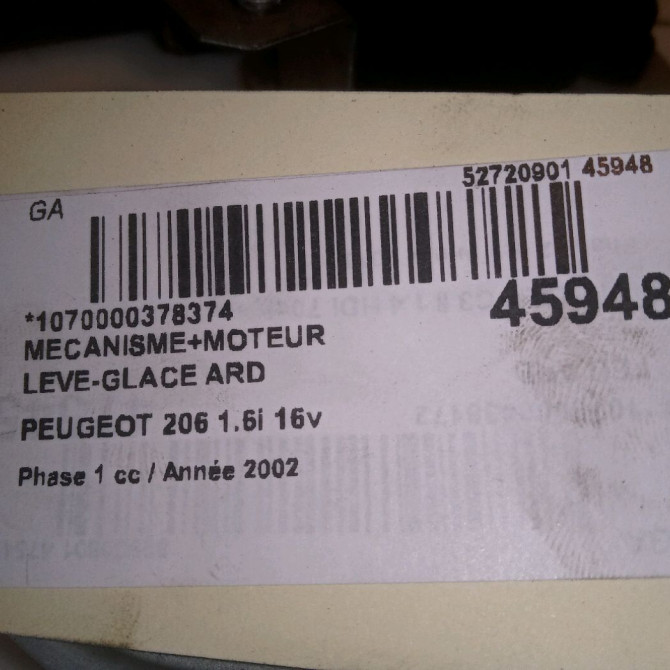 52720901 45948
GA
45948
*1070000378374
MECANISME+MOTEUR
LEVE-GLACE ARD
PEUGEOT 206 1.6i 16v
Phase 1 cc / Année 2002